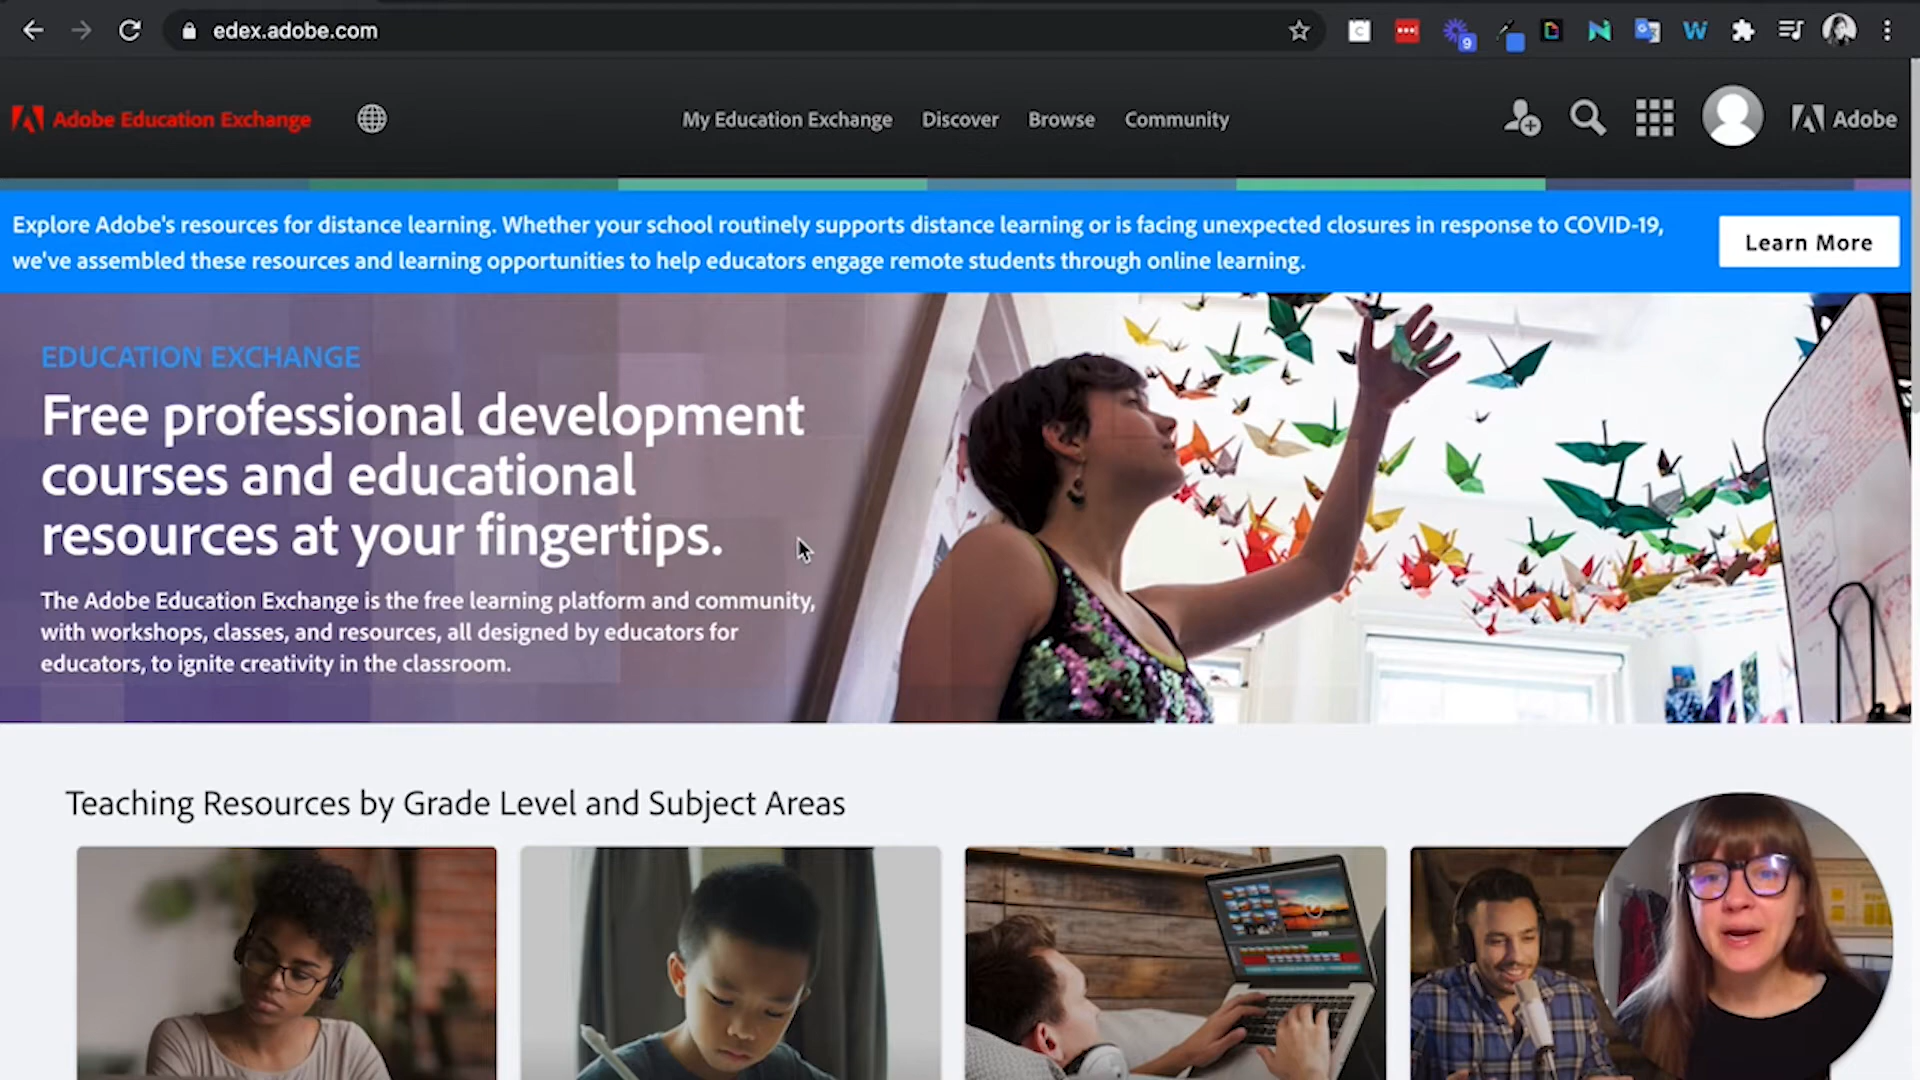 edex.adobe.com
9
Adobe Education Exchange
My Education Exchange Discover Browse Community
Adobe
Explore Adobe's resources for distance learning. Whether your school routinely supports distance learning or is facing unexpected closures in response to COVID-19,
we've assembled these resources and learning opportunities to help educators engage remote students through online learning.
Learn More
EDUCATION EXCHANGE
Free professional development
courses and educational
resources at your fingertips.
The Adobe Education Exchange is the free learning platform and community,
with workshops, classes, and resources, all designed by educators for
educators, to ignite creativity in the classroom.
Teaching Resources by Grade Level and Subject Areas